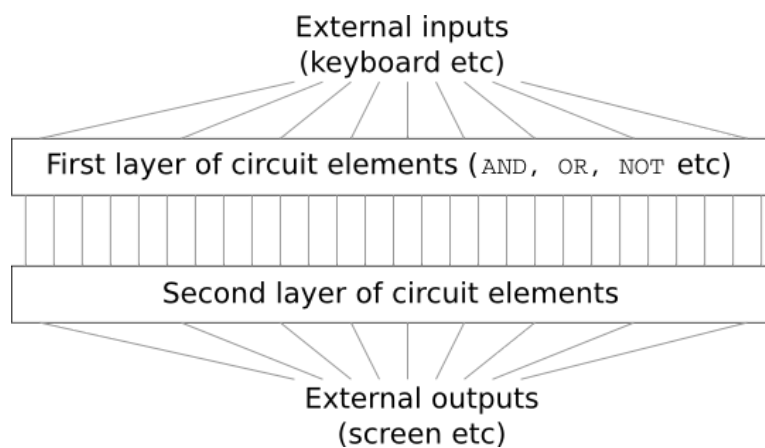 External inputs
(keyboard etc)
First layer of circuit elements (AND, OR, NOT etc)
Second layer of circuit elements
External outputs
(screen etc)